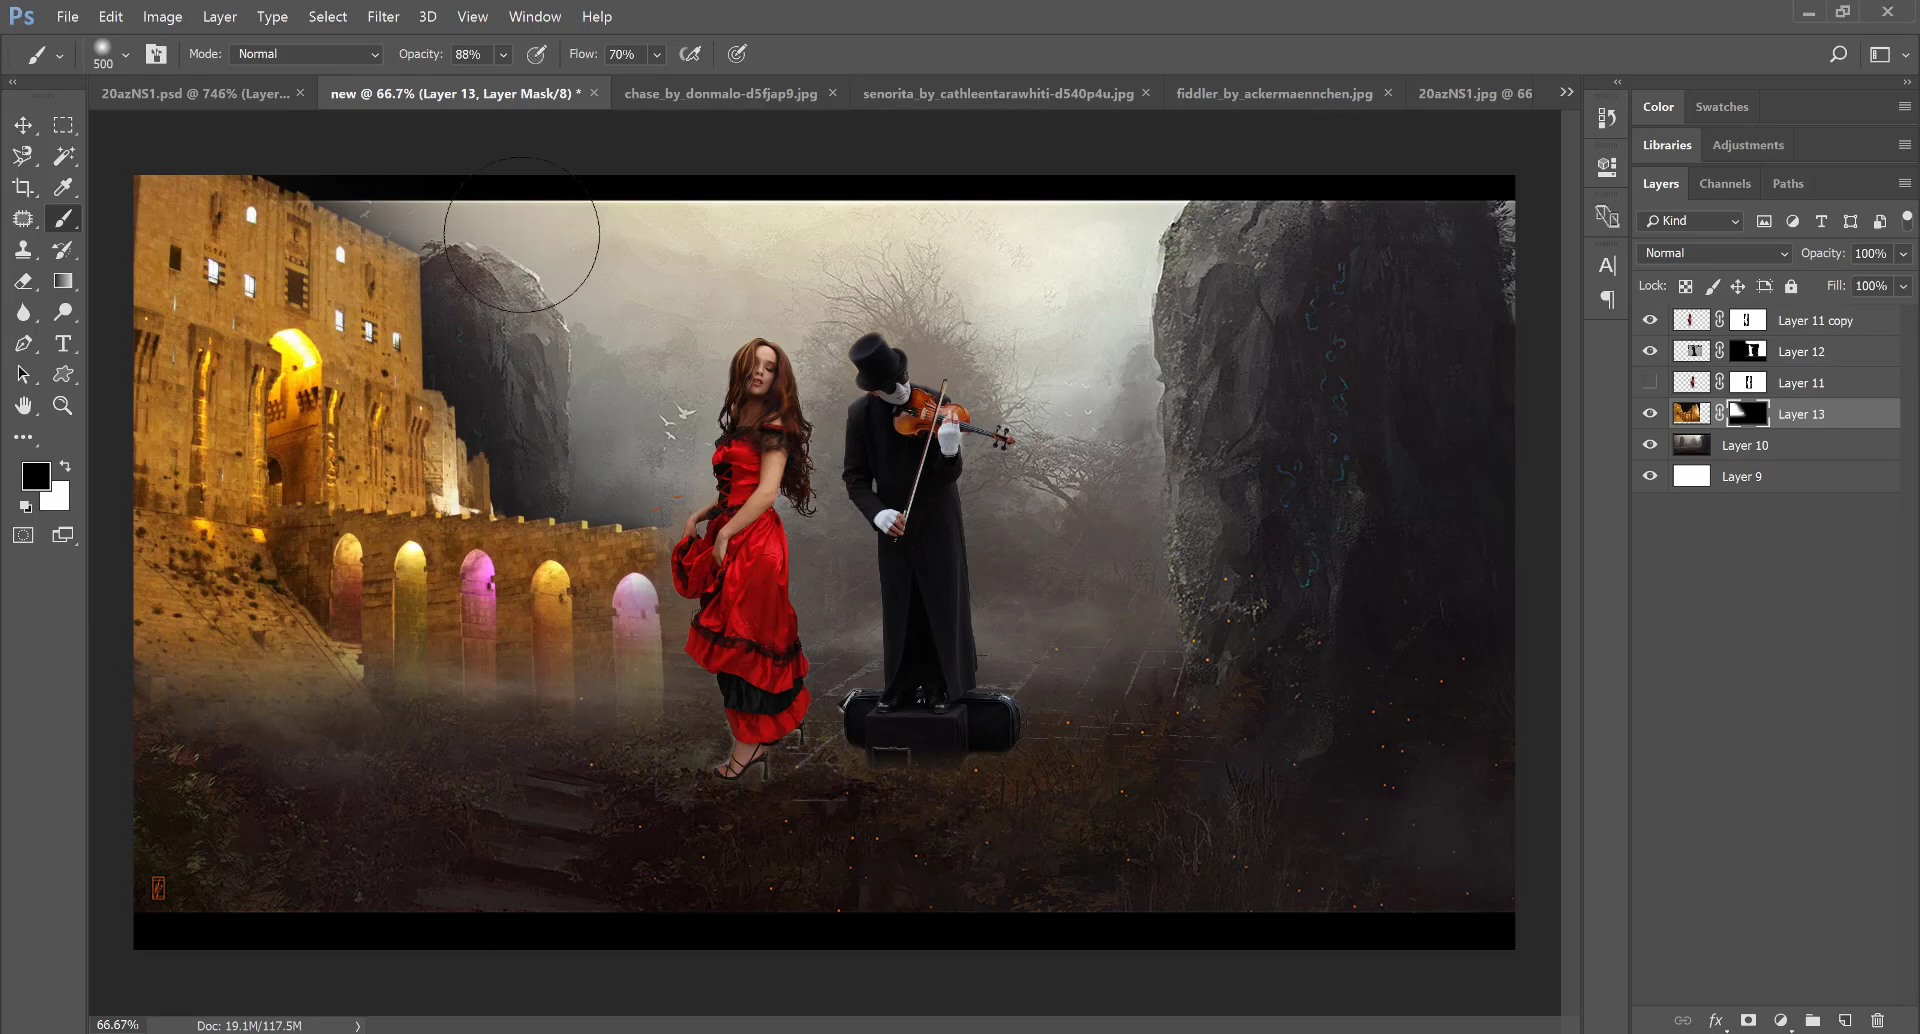 Ps File Edit Image Layer Type Select Filter 3D View Window Help
500 Mode: Normal Opacity: 88% Flow: 70%
20azNS1.psd @ 746% (Layer... × new @ 66.7% (Layer 13, Layer Mask/8) * × chase_by_donmalo-d5fjap9.jpg × senorita_by_cathleentarawhiti-d540p4u.jpg × fiddler_by_ackermaennchen.jpg × 20azNS1.jpg @ 66
Color Swatches
Libraries Adjustments
Layers Channels Paths
Kind
Normal Opacity: 100%
Lock: Fill: 100%
Layer 11 copy
Layer 12
Layer 11
Layer 13
Layer 10
Layer 9
66.67% Doc: 19.1M/117.5M
fx